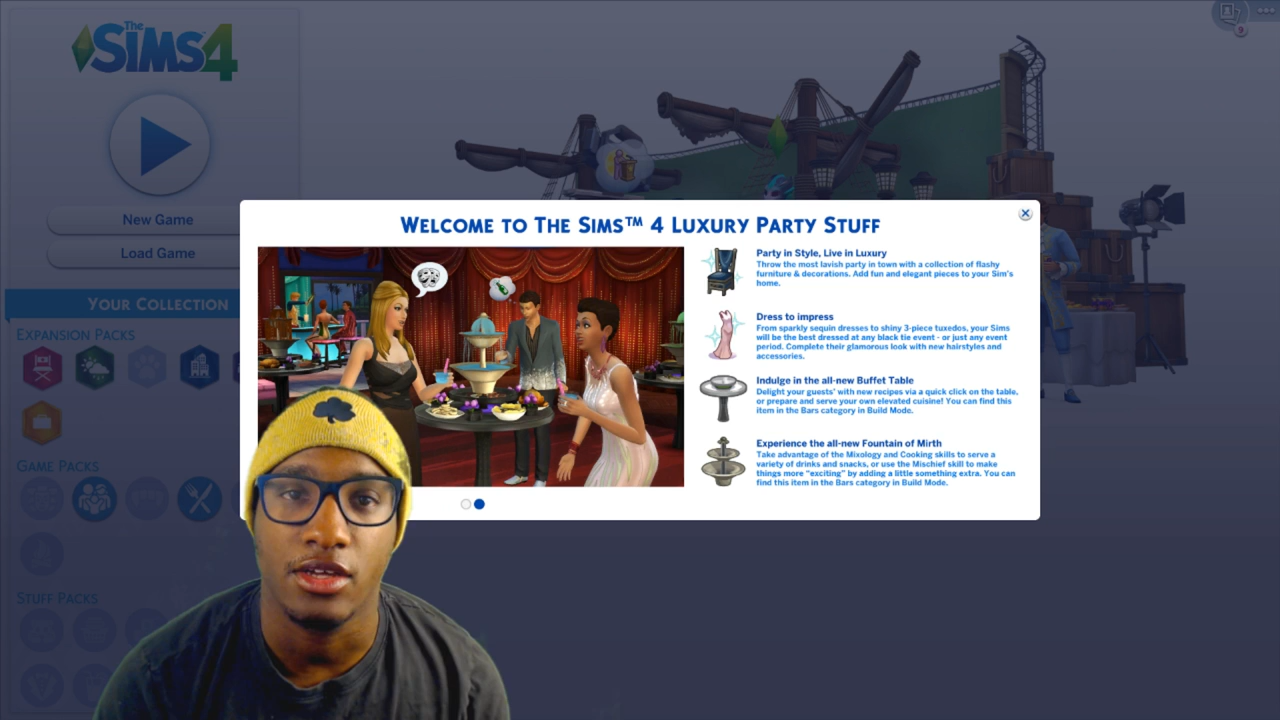 The
SiMS 4
9
New Game
Load Game
YOUR COLLECTION
EXPANSION PACKS
GAME PACKS
STUFF PACKS
WELCOME TO THE SIMS™ 4 LUXURY PARTY STUFF
Party in Style, Live in Luxury
Throw the most lavish party in town with a collection of flashy
furniture & decorations. Add fun and elegant pieces to your Sim's
home.
Dress to impress
From sparkly sequin dresses to shiny 3-piece tuxedos, your Sims
will be the best dressed at any black tie event - or just any event
period. Complete their glamorous look with new hairstyles and
accessories.
Indulge in the all-new Buffet Table
Delight your guests' with new recipes via a quick click on the table,
or prepare and serve your own elevated cuisine! You can find this
item in the Bars category in Build Mode.
Experience the all-new Fountain of Mirth
Take advantage of the Mixology and Cooking skills to serve a
variety of drinks and snacks, or use the Mischief skill to make
things more "exciting" by adding a little something extra. You can
find this item in the Bars category in Build Mode.